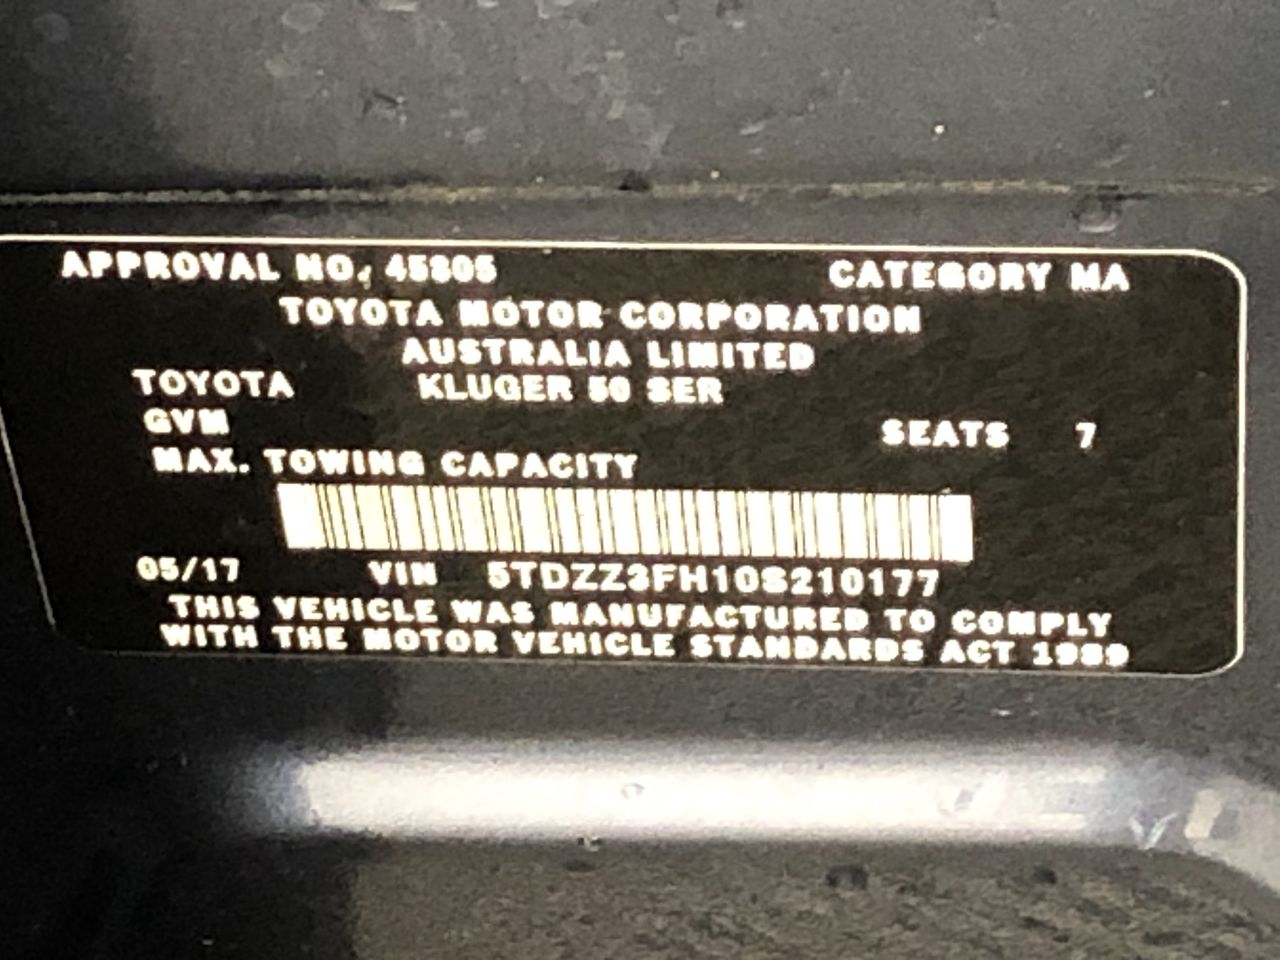 APPROVAL NO. 45805 CATEGORY MA
TOYOTA MOTOR CORPORATION
AUSTRALIA LIMITED
TOYOTA KLUGER 50 SER
GVM SEATS 7
MAX. TOWING CAPACITY
05/17 VIN 5TDZZ3FH10S210177
THIS VEHICLE WAS MANUFACTURED TO COMPLY
WITH THE MOTOR VEHICLE STANDARDS ACT 1989